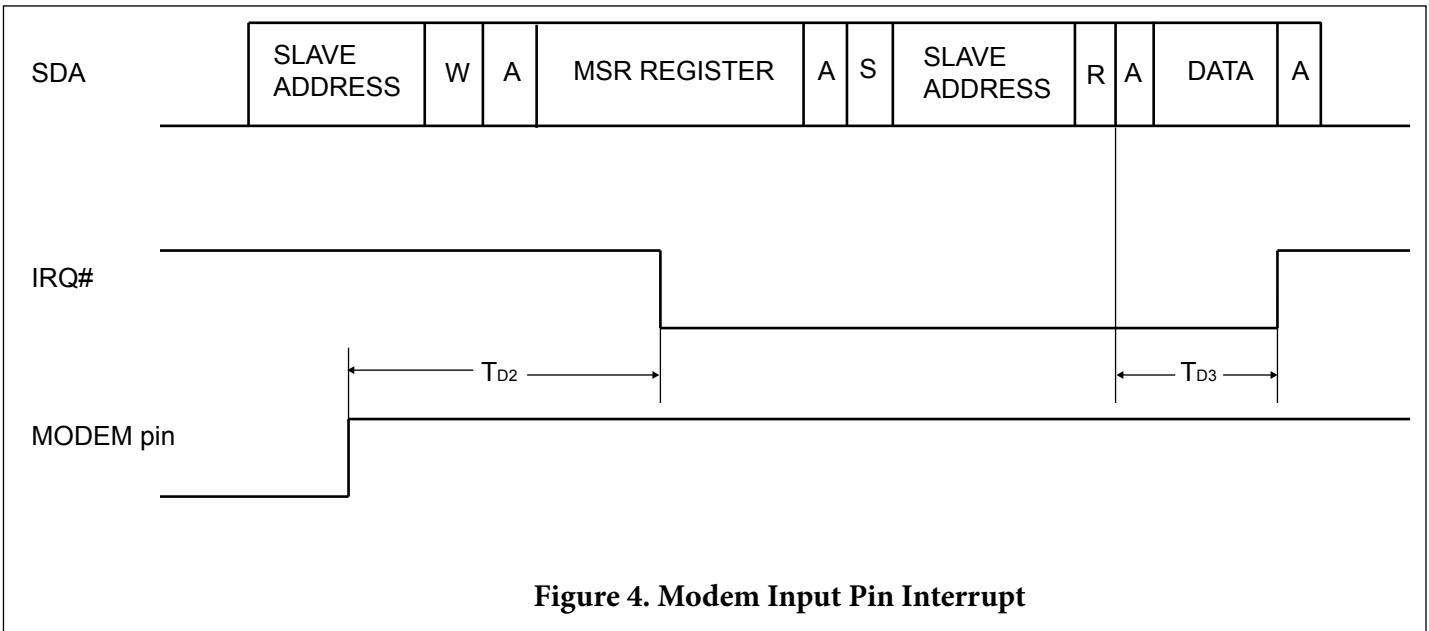 SDA
SLAVE
ADDRESS
W
A
MSR REGISTER
A
S
SLAVE
ADDRESS
R
A
DATA
A
IRQ#
TD2
TD3
MODEM pin
Figure 4. Modem Input Pin Interrupt